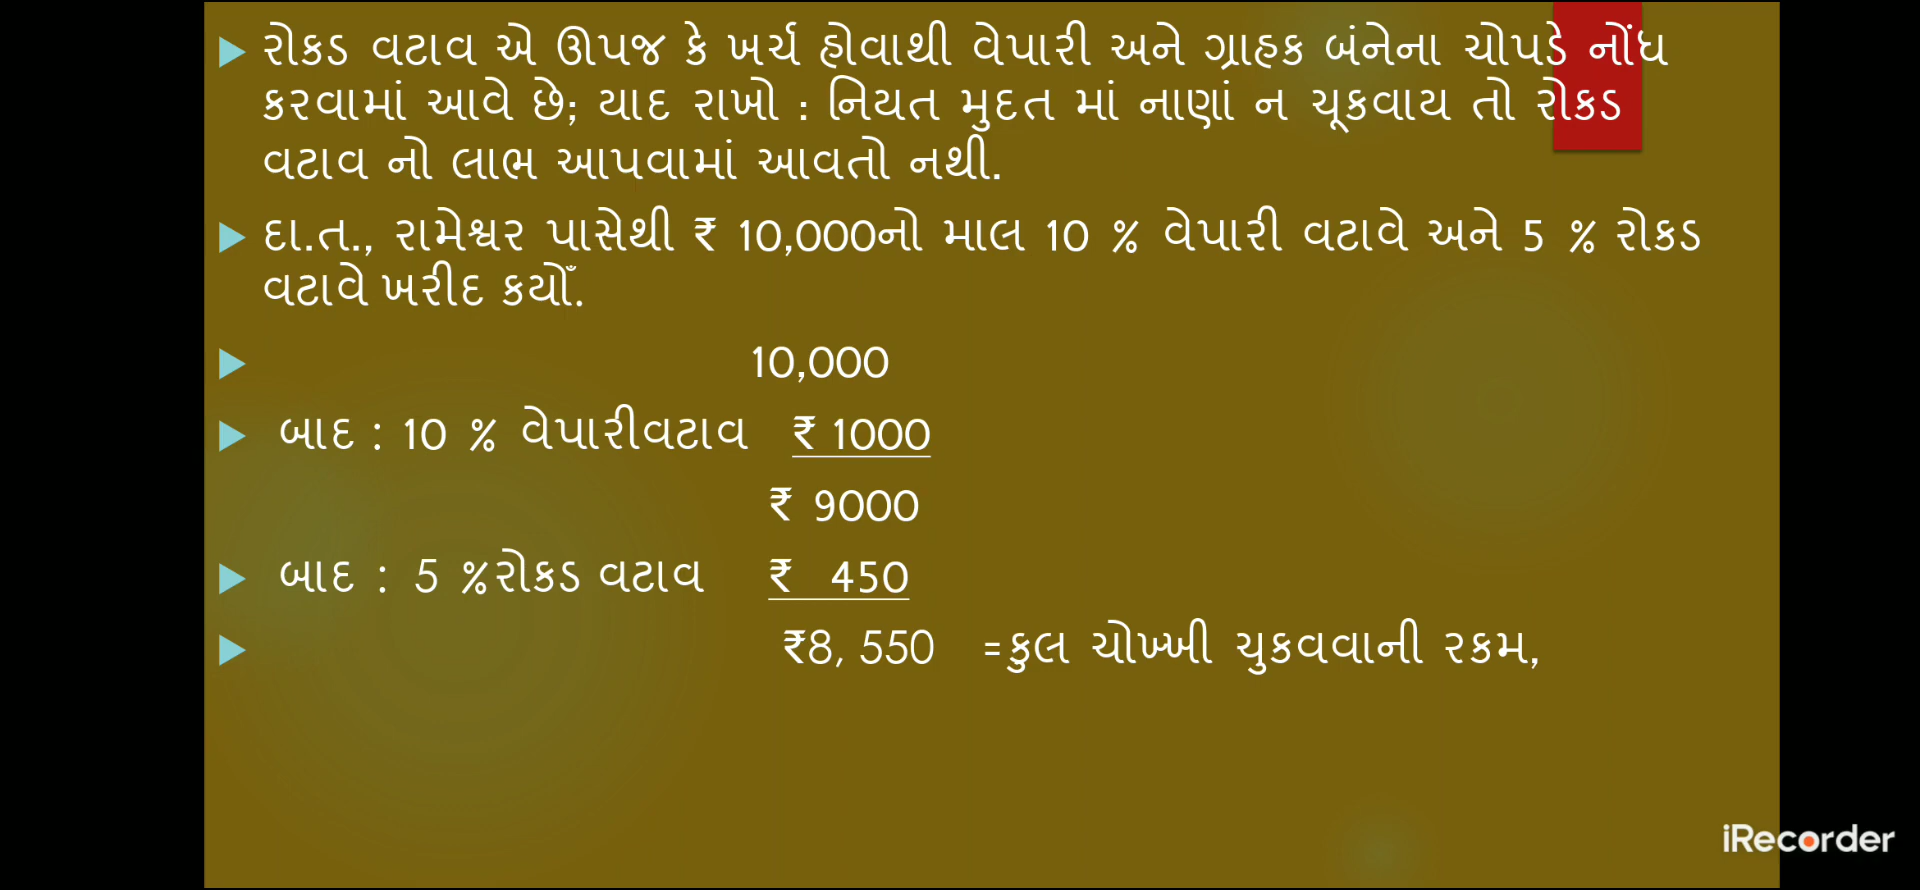 રોકડ વટાવ એ ઊપજ કે ખર્ચ હોવાથી વેપારી અને ગ્રાહક બંનેના ચોપડે નોંધ
કરવામાં આવે છે; યાદ રાખો : નિયત મુદત માં નાણાં ન ચૂકવાય તો રોકડ
વટાવ નો લાભ આપવામાં આવતો નથી.
દા.ત., રામેશ્વર પાસેથી ₹ 10,000નો માલ 10 % વેપારી વટાવે અને 5 % રોકડ
વટાવે ખરીદ કર્યોં.
10,000
બાદ : 10 % વેપારીવટાવ ₹ 1000
₹ 9000
બાદ : 5 %રોકડ વટાવ ₹ 450
₹8, 550 =કુલ ચોખ્ખી ચુકવવાની રકમ,
iRecorder